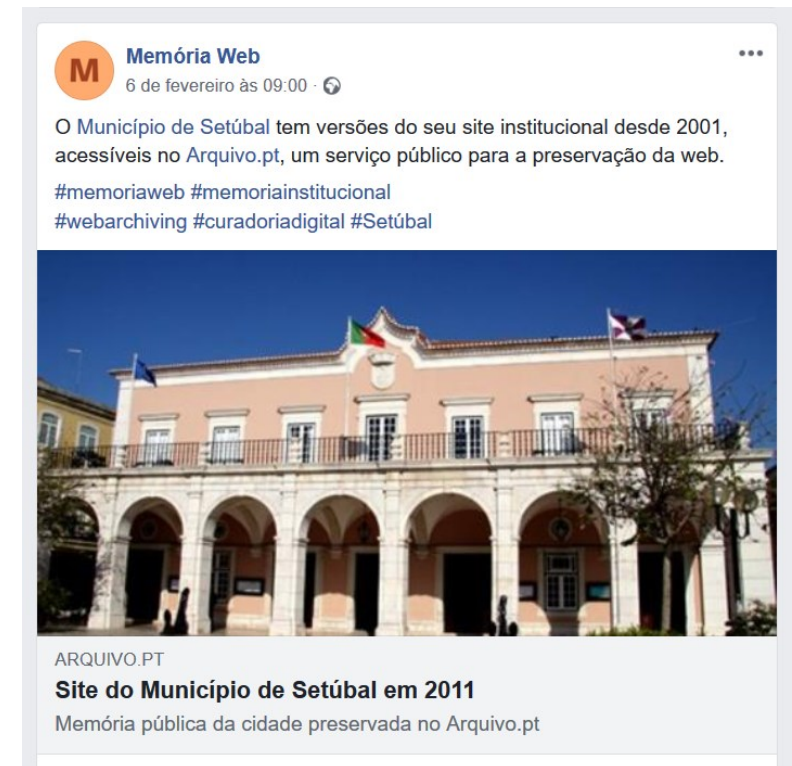 M
Memória Web
6 de fevereiro às 09:00 ·
O Município de Setúbal tem versões do seu site institucional desde 2001,
acessíveis no Arquivo.pt, um serviço público para a preservação da web.
#memoriaweb #memoriainstitucional
#webarchiving #curadoriadigital #Setúbal
ARQUIVO.PT
Site do Município de Setúbal em 2011
Memória pública da cidade preservada no Arquivo.pt